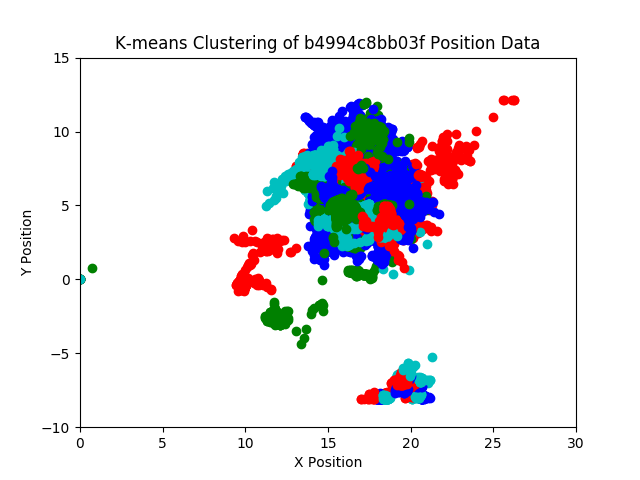 K-means Clustering of b4994c8bb03f Position Data
15
10
5
0
−5
−10
Y Position
0 5 10 15 20 25 30
X Position